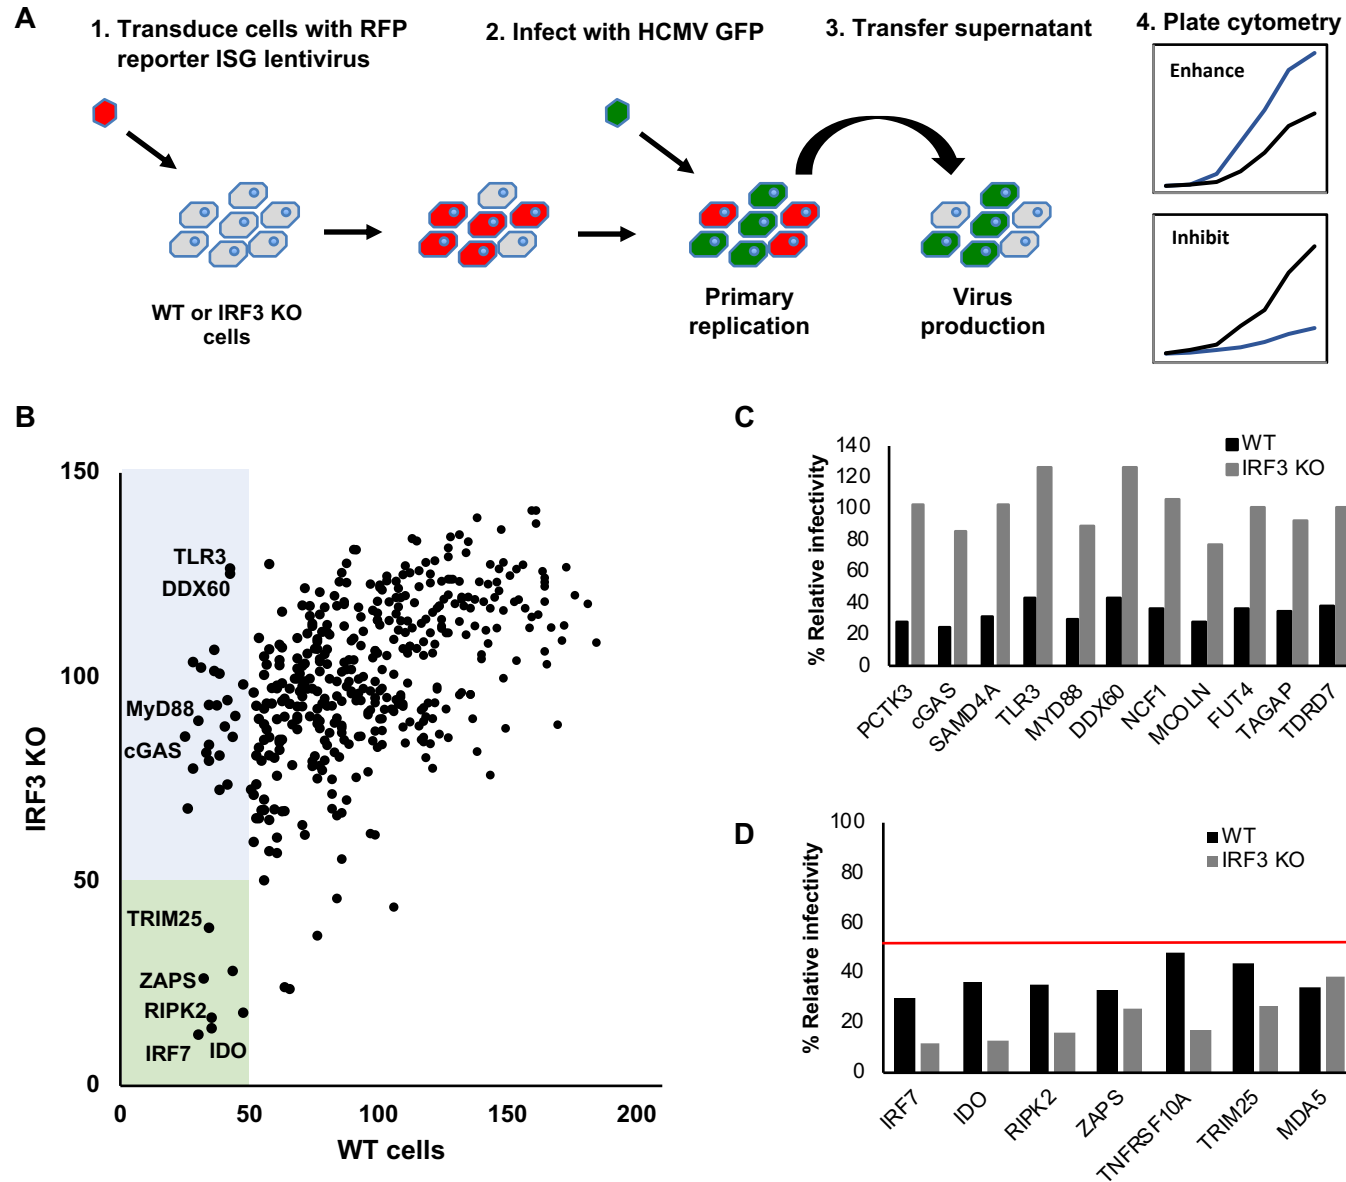 A
1. Transduce cells with RFP
reporter ISG lentivirus
2. Infect with HCMV GFP
3. Transfer supernatant
4. Plate cytometry
Enhance
Inhibit
WT or IRF3 KO
cells
Primary
replication
Virus
production
B
150
100
50
0
0 50 100 150 200
IRF3 KO
WT cells
TLR3
DDX60
MyD88
cGAS
TRIM25
ZAPS
RIPK2
IRF7
IDO
C
% Relative infectivity
140
120
100
80
60
40
20
0
WT
IRF3 KO
PCTK3
cGAS
SAMD4A
TLR3
MYD88
DDX60
NCF1
MCOLN
FUT4
TAGAP
TDRD7
D
% Relative infectivity
100
80
60
40
20
0
WT
IRF3 KO
IRF7
IDO
RIPK2
ZAPS
TNFRSF10A
TRIM25
MDA5